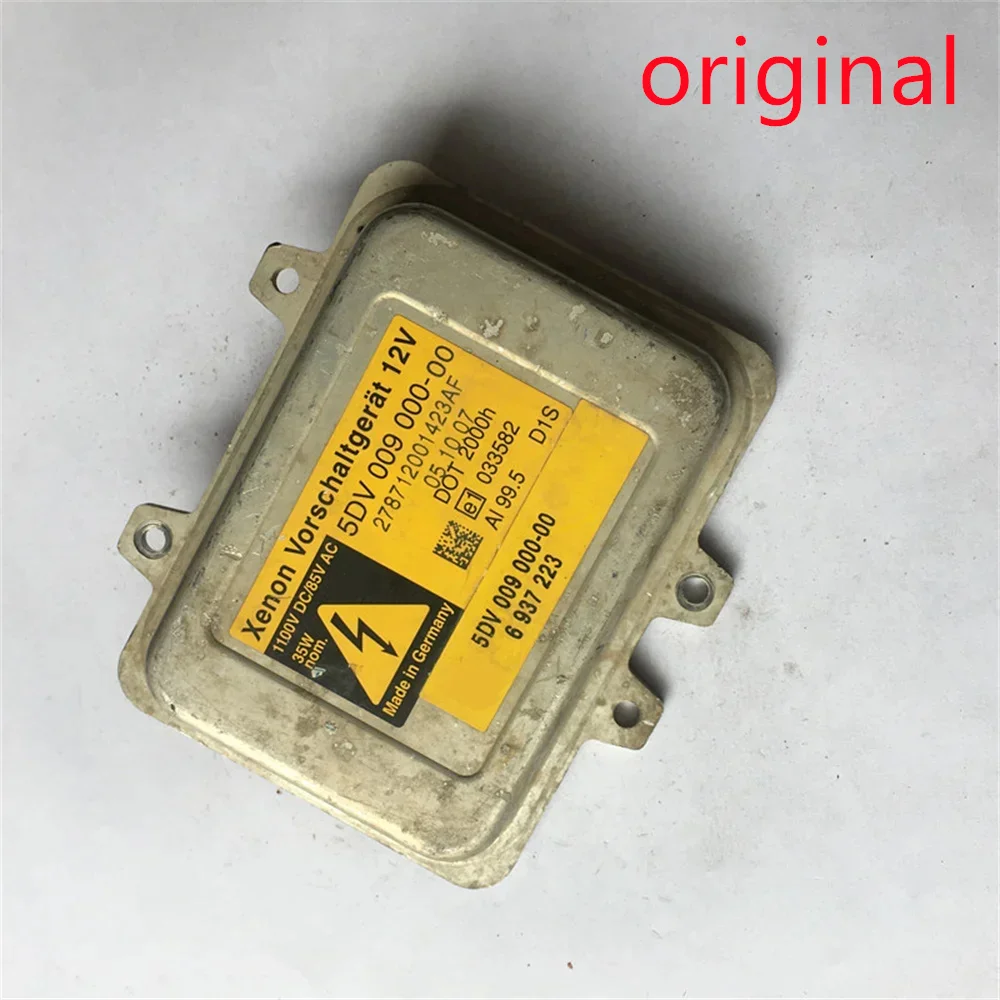 original
Xenon Vorschaltgerät 12V
5DV 009 000-00
278712001423AF
05.10.07
DOT 2000h
e1 033582
AI 99.5 D1S
1100V DC/85V AC
35W
nom.
Made in Germany
5DV 009 000-00
6 937 223